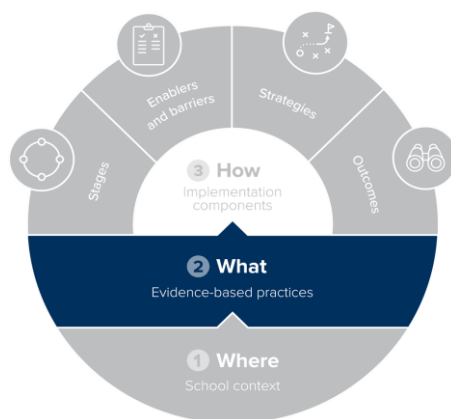 Stages
Enablers
and barriers
Strategies
Outcomes
3 How
Implementation
components
2 What
Evidence-based practices
1 Where
School context